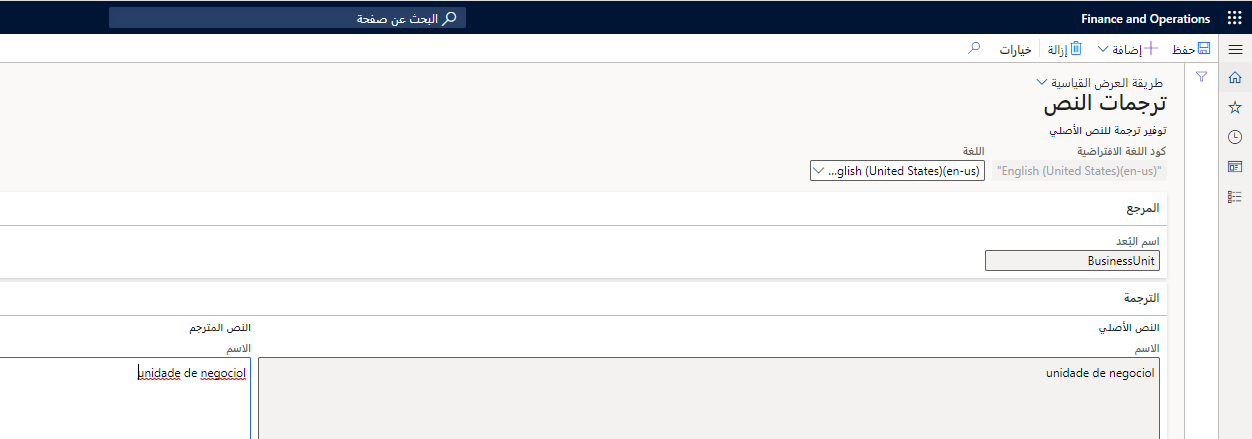 Finance and Operations
البحث عن صفحة
حفظ
إضافة
إزالة
خيارات
طريقة العرض القياسية
ترجمات النص
توفير ترجمة للنص الأصلي
كود اللغة الافتراضية
اللغة
"English (United States)(en-us)"
...glish (United States)(en-us)
المرجع
اسم البُعد
BusinessUnit
الترجمة
النص الأصلي
النص المترجم
الاسم
الاسم
unidade de negociol
unidade de negociol